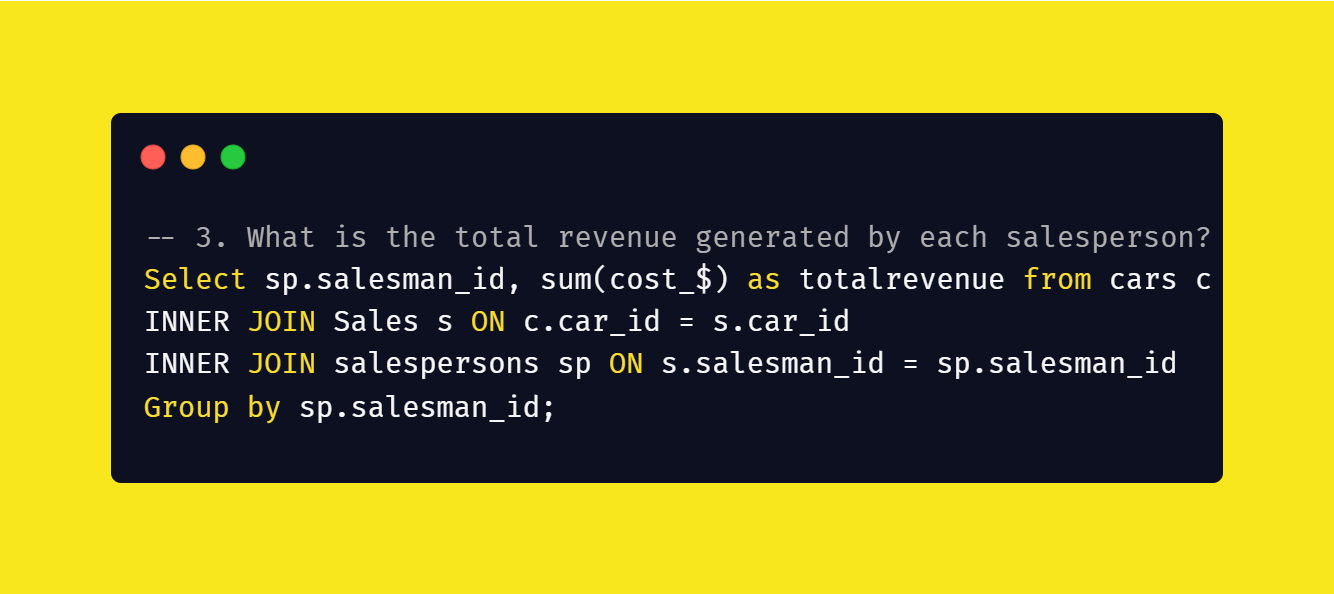 -- 3. What is the total revenue generated by each salesperson?
Select sp.salesman_id, sum(cost_$) as totalrevenue from cars c
INNER JOIN Sales s ON c.car_id = s.car_id
INNER JOIN salespersons sp ON s.salesman_id = sp.salesman_id
Group by sp.salesman_id;